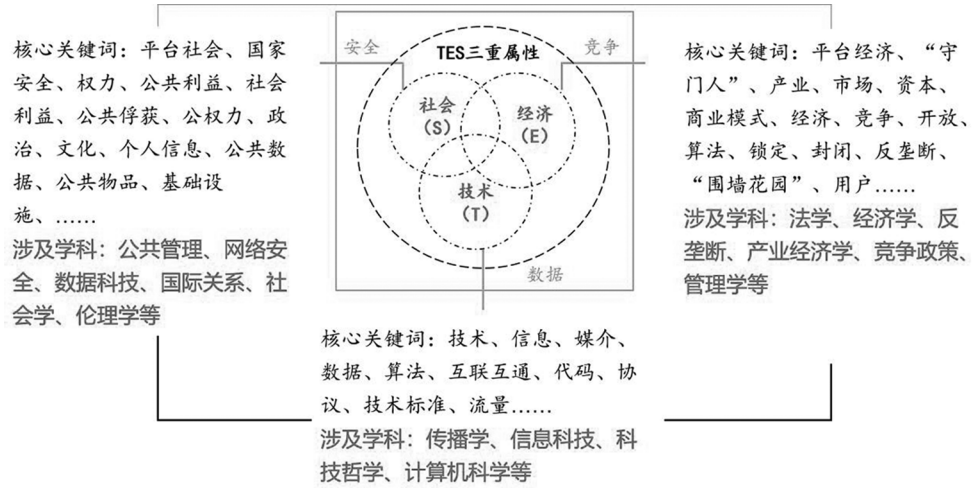 核心关键词：平台社会、国家
安全、权力、公共利益、社会
利益、公共俘获、公权力、政
治、文化、个人信息、公共数
据、公共物品、基础设
施、……
涉及学科：公共管理、网络安
全、数据科技、国际关系、社
会学、伦理学等
安全
TES三重属性
竞争
社会
（S）
经济
（E）
技术
（T）
数据
核心关键词：平台经济、“守
门人”、产业、市场、资本、
商业模式、经济、竞争、开放、
算法、锁定、封闭、反垄断、
“围墙花园”、用户……
涉及学科：法学、经济学、反
垄断、产业经济学、竞争政策、
管理学等
核心关键词：技术、信息、媒介、
数据、算法、互联互通、代码、协
议、技术标准、流量……
涉及学科：传播学、信息科技、科
技哲学、计算机科学等